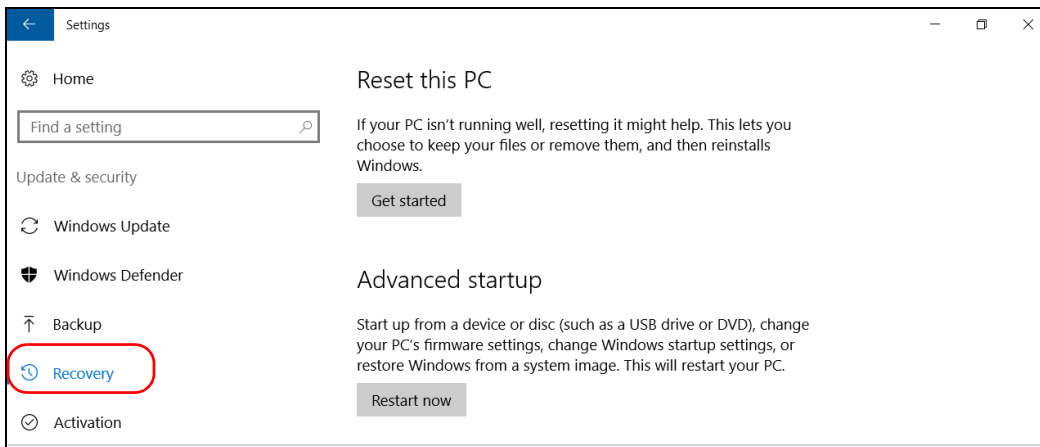 Settings
Home
Find a setting
Update & security
Windows Update
Windows Defender
Backup
Recovery
Activation
Reset this PC
If your PC isn't running well, resetting it might help. This lets you
choose to keep your files or remove them, and then reinstalls
Windows.
Get started
Advanced startup
Start up from a device or disc (such as a USB drive or DVD), change
your PC's firmware settings, change Windows startup settings, or
restore Windows from a system image. This will restart your PC.
Restart now